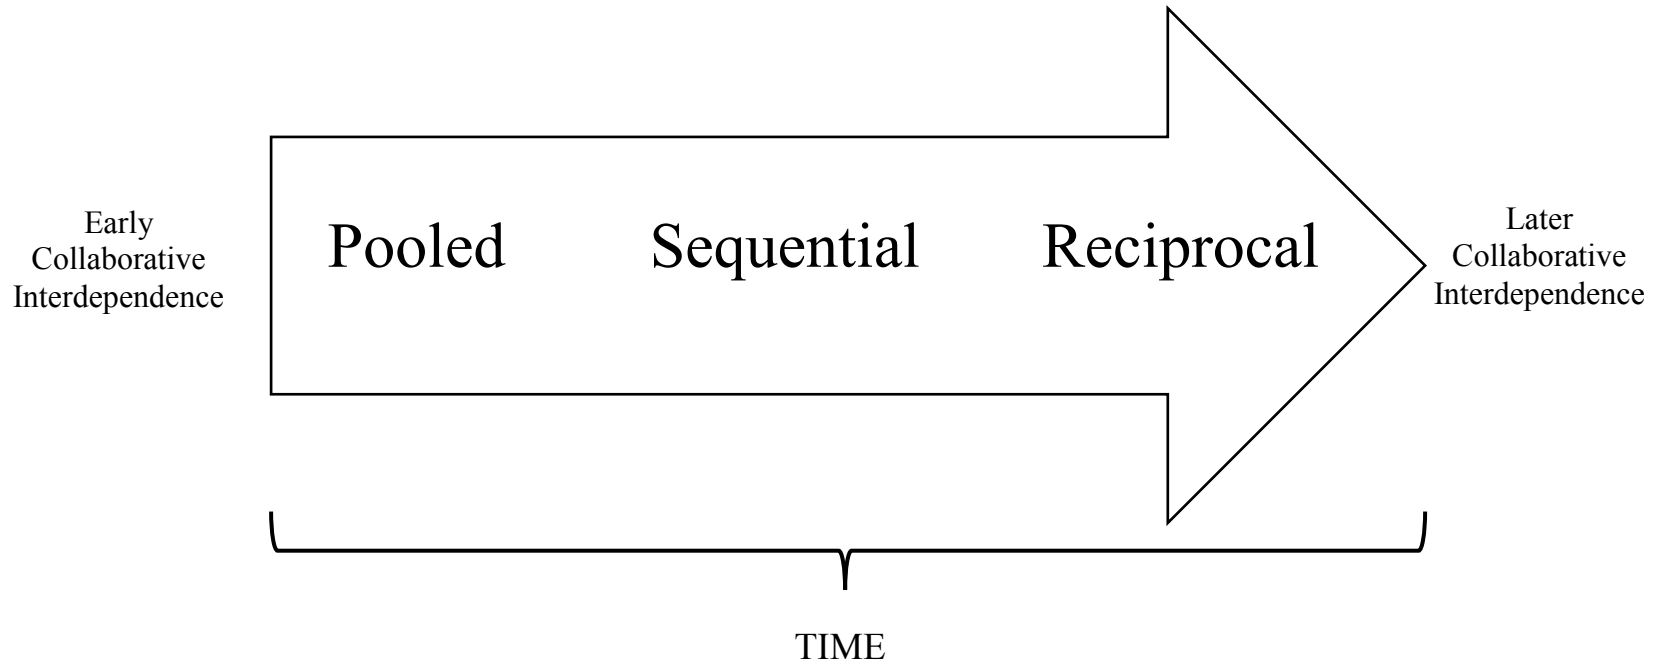 Early
Collaborative
Interdependence
Pooled Sequential Reciprocal
Later
Collaborative
Interdependence
TIME